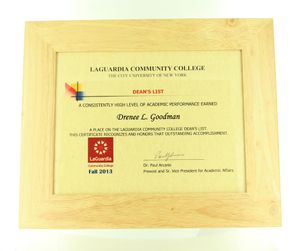 LAGUARDIA COMMUNITY COLLEGE
THE CITY UNIVERSITY OF NEW YORK
DEAN'S LIST
A CONSISTENTLY HIGH LEVEL OF ACADEMIC PERFORMANCE EARNED
Drenee L. Goodman
A PLACE ON THE LAGUARDIA COMMUNITY COLLEGE DEAN'S LIST.
THIS CERTIFICATE RECOGNIZES AND HONORS THAT OUTSTANDING ACCOMPLISHMENT.
LaGuardia
Community College
Fall 2013
Dr. Paul Arcario
Provost and Sr. Vice President for Academic Affairs